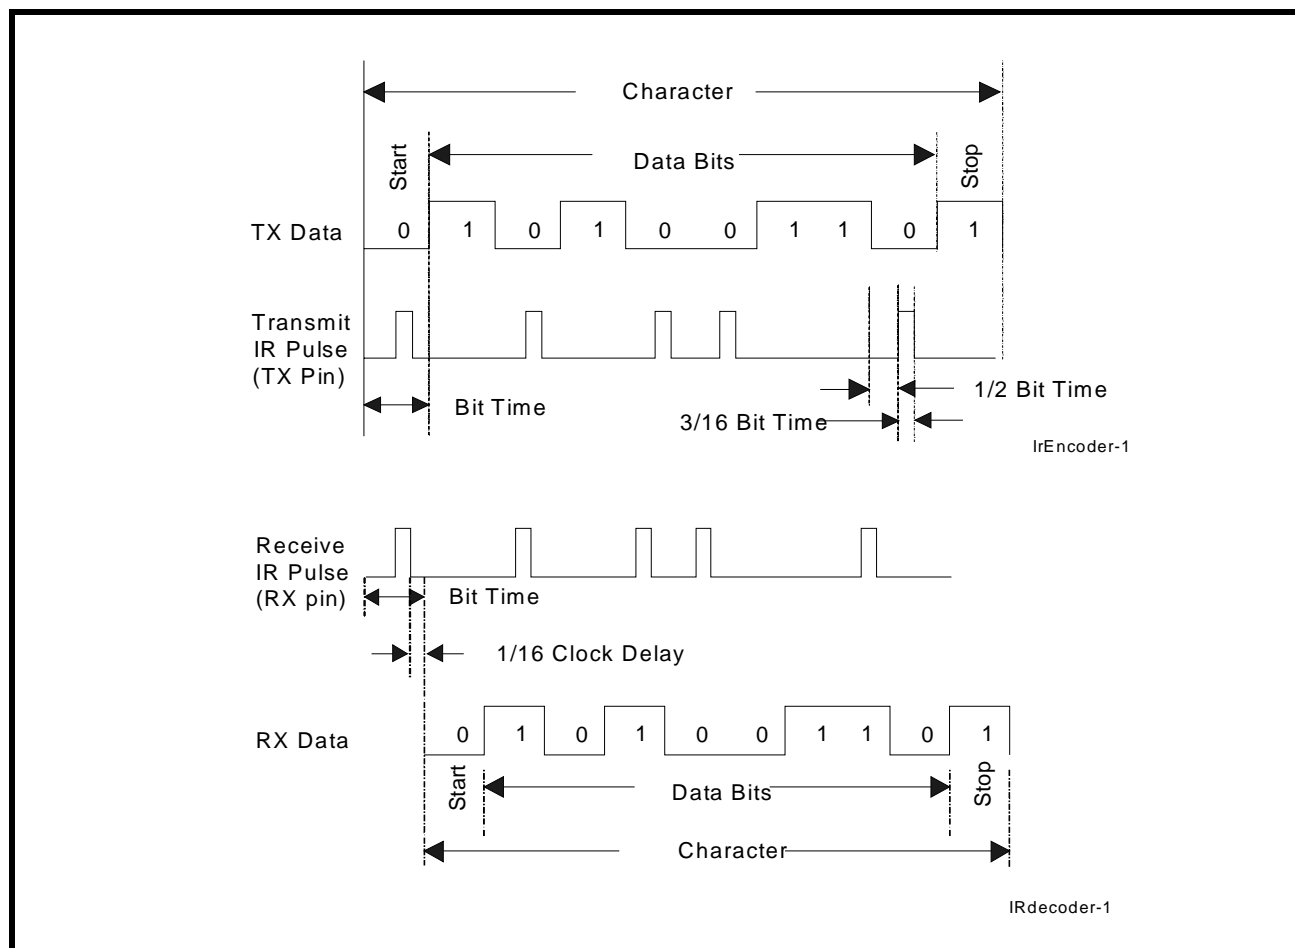 Character
Start
Data Bits
Stop
TX Data
0 1 0 1 0 0 1 1 0 1
Transmit
IR Pulse
(TX Pin)
Bit Time
1/2 Bit Time
3/16 Bit Time
IrEncoder-1
Receive
IR Pulse
(RX pin)
Bit Time
1/16 Clock Delay
RX Data
0 1 0 1 0 0 1 1 0 1
Start
Data Bits
Stop
Character
IRdecoder-1